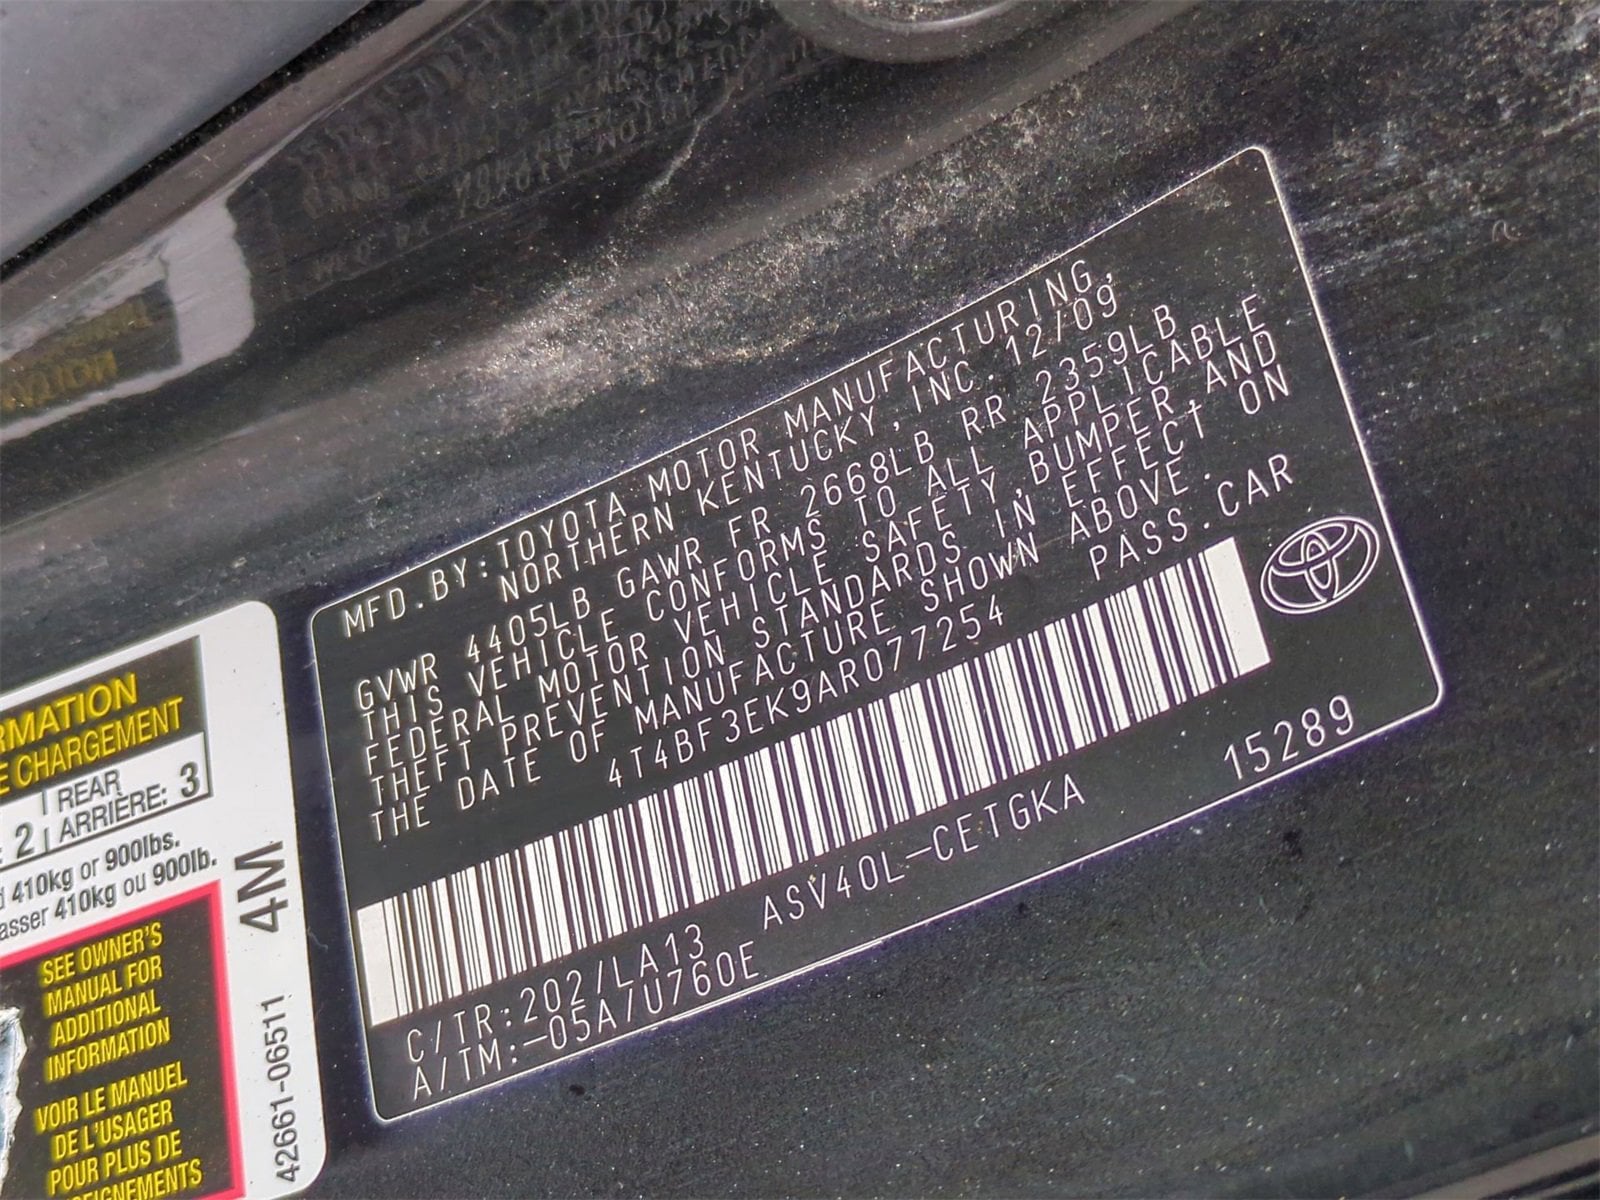 MFD.BY:TOYOTA MOTOR MANUFACTURING,
NORTHERN KENTUCKY, INC. 12/09
GVWR 4405LB GAWR FR 2668LB RR 2359LB
THIS VEHICLE CONFORMS TO ALL APPLICABLE
FEDERAL MOTOR VEHICLE SAFETY,BUMPER,AND
THEFT PREVENTION STANDARDS IN EFFECT ON
THE DATE OF MANUFACTURE SHOWN ABOVE.
4T4BF3EK9AR077254 PASS.CAR
15289
C/TR:202/LA13 ASV40L-CETGKA
A/TM:-05A/U760E
CHARGEMENT
REAR
2 ARRIÈRE: 3
410kg or 900lbs.
410kg ou 900lb.
SEE OWNER'S
MANUAL FOR
ADDITIONAL
INFORMATION
VOIR LE MANUEL
DE L'USAGER
POUR PLUS DE
4M
42661-06511